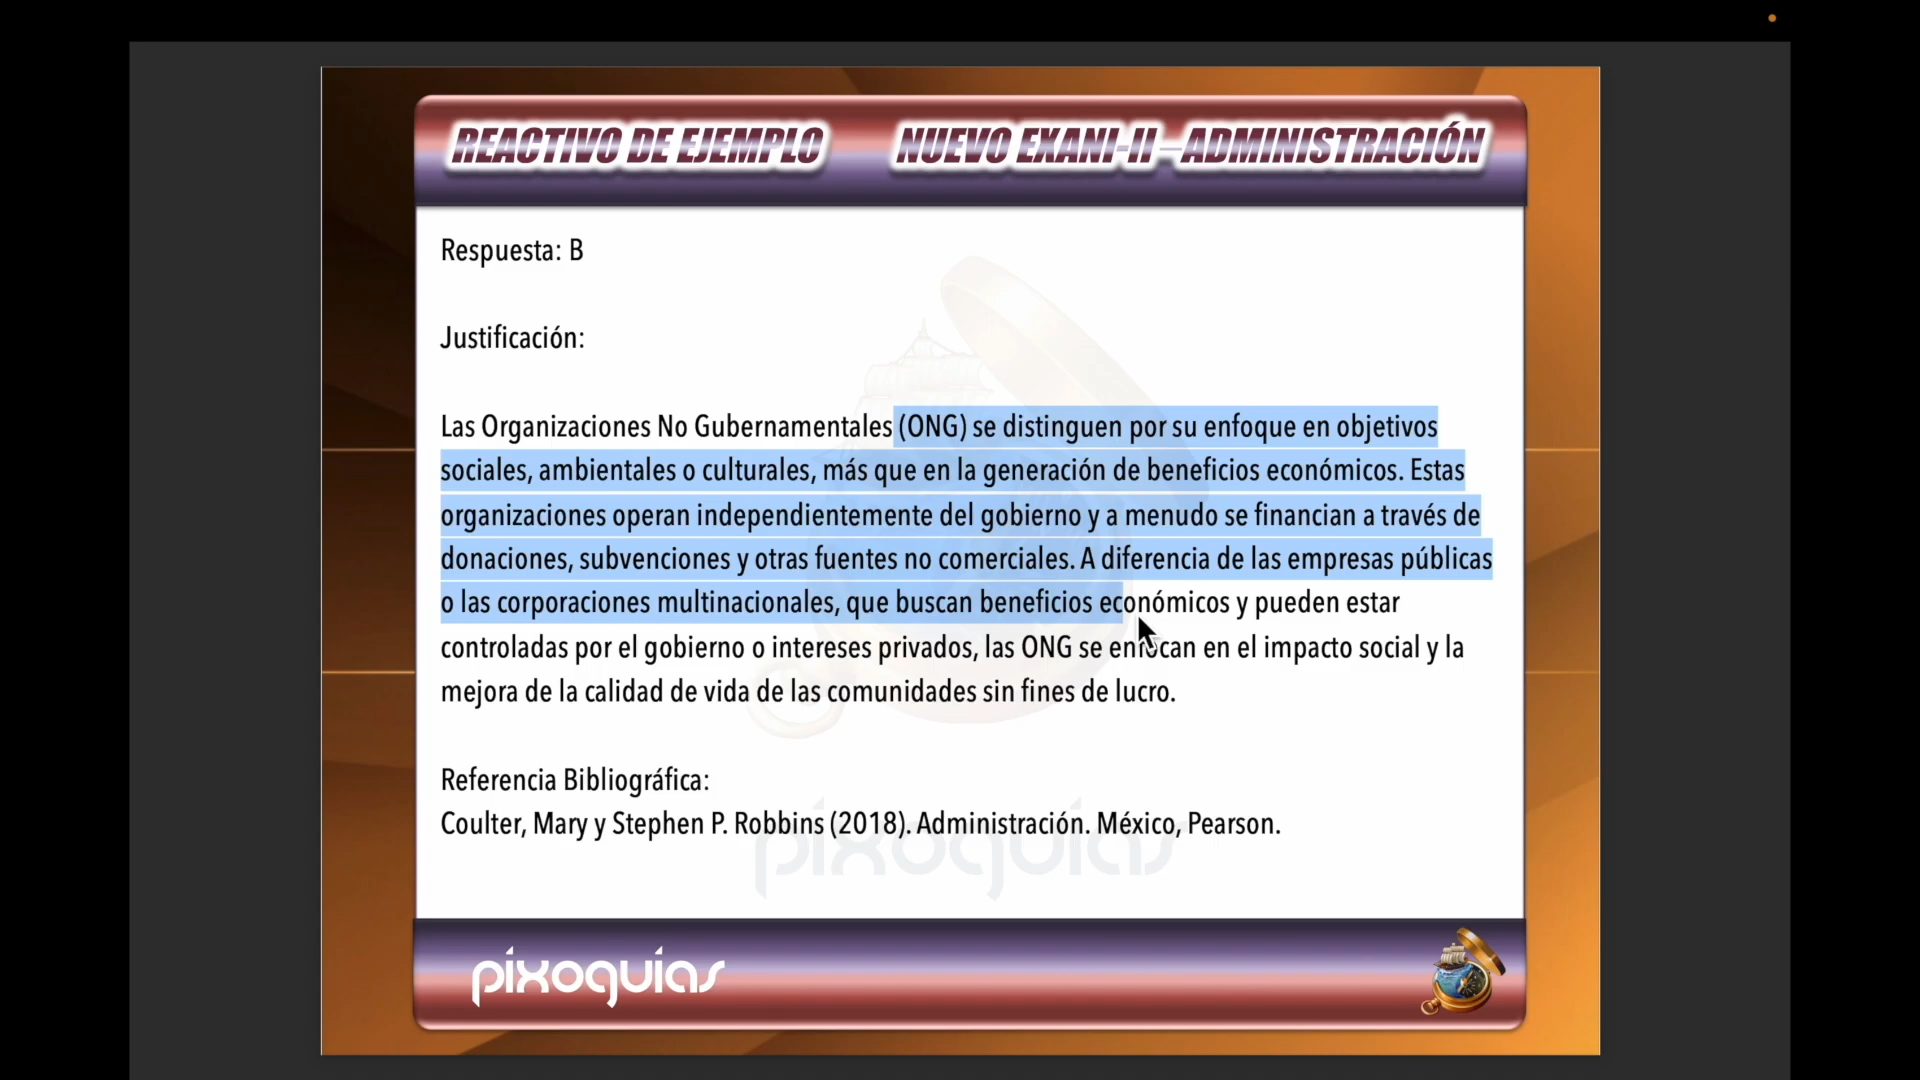 REACTIVO DE EJEMPLO NUEVO EXANI-II – ADMINISTRACIÓN
Respuesta: B
Justificación:
Las Organizaciones No Gubernamentales (ONG) se distinguen por su enfoque en objetivos
sociales, ambientales o culturales, más que en la generación de beneficios económicos. Estas
organizaciones operan independientemente del gobierno y a menudo se financian a través de
donaciones, subvenciones y otras fuentes no comerciales. A diferencia de las empresas públicas
o las corporaciones multinacionales, que buscan beneficios económicos y pueden estar
controladas por el gobierno o intereses privados, las ONG se enfocan en el impacto social y la
mejora de la calidad de vida de las comunidades sin fines de lucro.
Referencia Bibliográfica:
Coulter, Mary y Stephen P. Robbins (2018). Administración. México, Pearson.
pixoguías
pixoguías